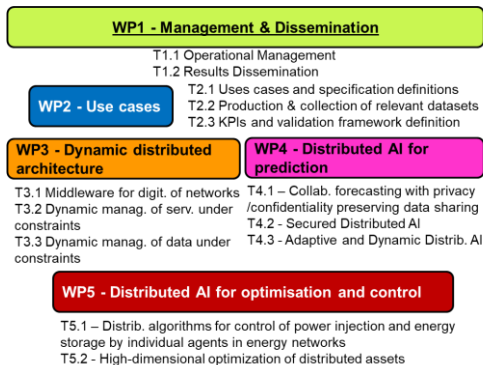 WP1 - Management & Dissemination
T1.1 Operational Management
T1.2 Results Dissemination
WP2 - Use cases
T2.1 Uses cases and specification definitions
T2.2 Production & collection of relevant datasets
T2.3 KPIs and validation framework definition
WP3 - Dynamic distributed
architecture
T3.1 Middleware for digit. of networks
T3.2 Dynamic manag. of serv. under
constraints
T3.3 Dynamic manag. of data under
constraints
WP4 - Distributed AI for
prediction
T4.1 – Collab. forecasting with privacy
/confidentiality preserving data sharing
T4.2 - Secured Distributed AI
T4.3 - Adaptive and Dynamic Distrib. AI
WP5 - Distributed AI for optimisation and control
T5.1 – Distrib. algorithms for control of power injection and energy
storage by individual agents in energy networks
T5.2 - High-dimensional optimization of distributed assets